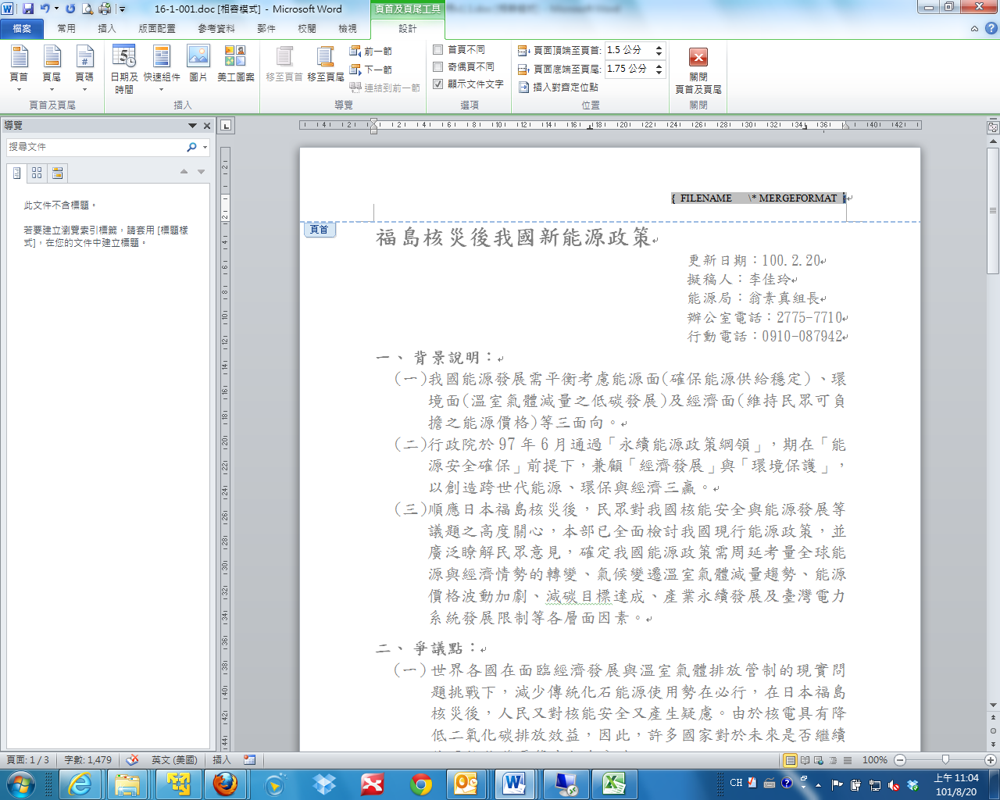 16-1-001.doc [相容模式] - Microsoft Word
頁首及頁尾工具
檔案 常用 插入 版面配置 參考資料 郵件 校閱 檢視 設計
頁首 頁尾 頁碼
頁首及頁尾
日期及時間 快速組件 圖片 美工圖案
插入
移至頁首 移至頁尾
前一節
下一節
連結到前一節
導覽
首頁不同
奇偶頁不同
顯示文件文字
選項
頁面頂端至頁首: 1.5 公分
頁面底端至頁尾: 1.75 公分
插入對齊定位點
位置
關閉
頁首及頁尾
關閉
導覽
搜尋文件
此文件不含標題。
若要建立瀏覽索引標籤，請套用 [標題樣
式]，在您的文件中建立標題。
{ FILENAME \* MERGEFORMAT }
頁首
福島核災後我國新能源政策
更新日期：100.2.20
擬稿人：李佳玲
能源局：翁素真組長
辦公室電話：2775-7710
行動電話：0910-087942
一、 背景說明：
(一)我國能源發展需平衡考慮能源面(確保能源供給穩定)、環
境面(溫室氣體減量之低碳發展)及經濟面(維持民眾可負
擔之能源價格)等三面向。
(二)行政院於 97 年 6 月通過「永續能源政策綱領」，期在「能
源安全確保」前提下，兼顧「經濟發展」與「環境保護」，
以創造跨世代能源、環保與經濟三贏。
(三)順應日本福島核災後，民眾對我國核能安全與能源發展等
議題之高度關心，本部已全面檢討我國現行能源政策，並
廣泛瞭解民眾意見，確定我國能源政策需周延考量全球能
源與經濟情勢的轉變、氣候變遷溫室氣體減量趨勢、能源
價格波動加劇、減碳目標達成、產業永續發展及臺灣電力
系統發展限制等各層面因素。
二、 爭議點：
(一) 世界各國在面臨經濟發展與溫室氣體排放管制的現實問
題挑戰下，減少傳統化石能源使用勢在必行，在日本福島
核災後，人民又對核能安全又產生疑慮。由於核電具有降
低二氧化碳排放效益，因此，許多國家對於未來是否繼續
頁面: 1 / 3 字數: 1,479 英文 (美國) 插入 100%
CH
上午 11:04
101/8/20